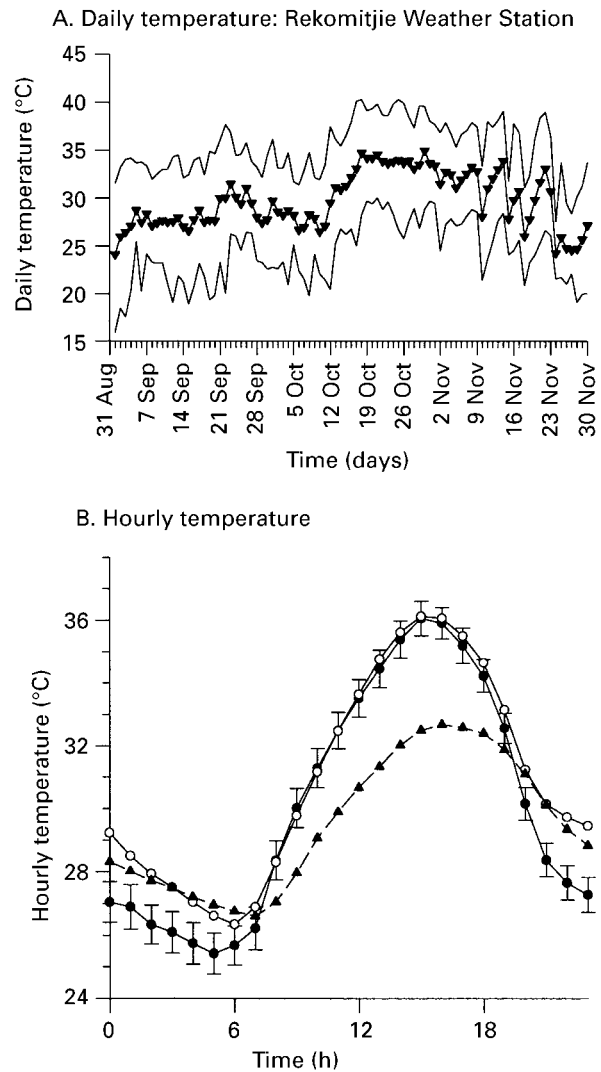 A. Daily temperature: Rekomitjie Weather Station
Daily temperature (°C)
45
40
35
30
25
20
15
31 Aug
7 Sep
14 Sep
21 Sep
28 Sep
5 Oct
12 Oct
19 Oct
26 Oct
2 Nov
9 Nov
16 Nov
23 Nov
30 Nov
Time (days)
B. Hourly temperature
Hourly temperature (°C)
36
32
28
24
0
6
12
18
Time (h)